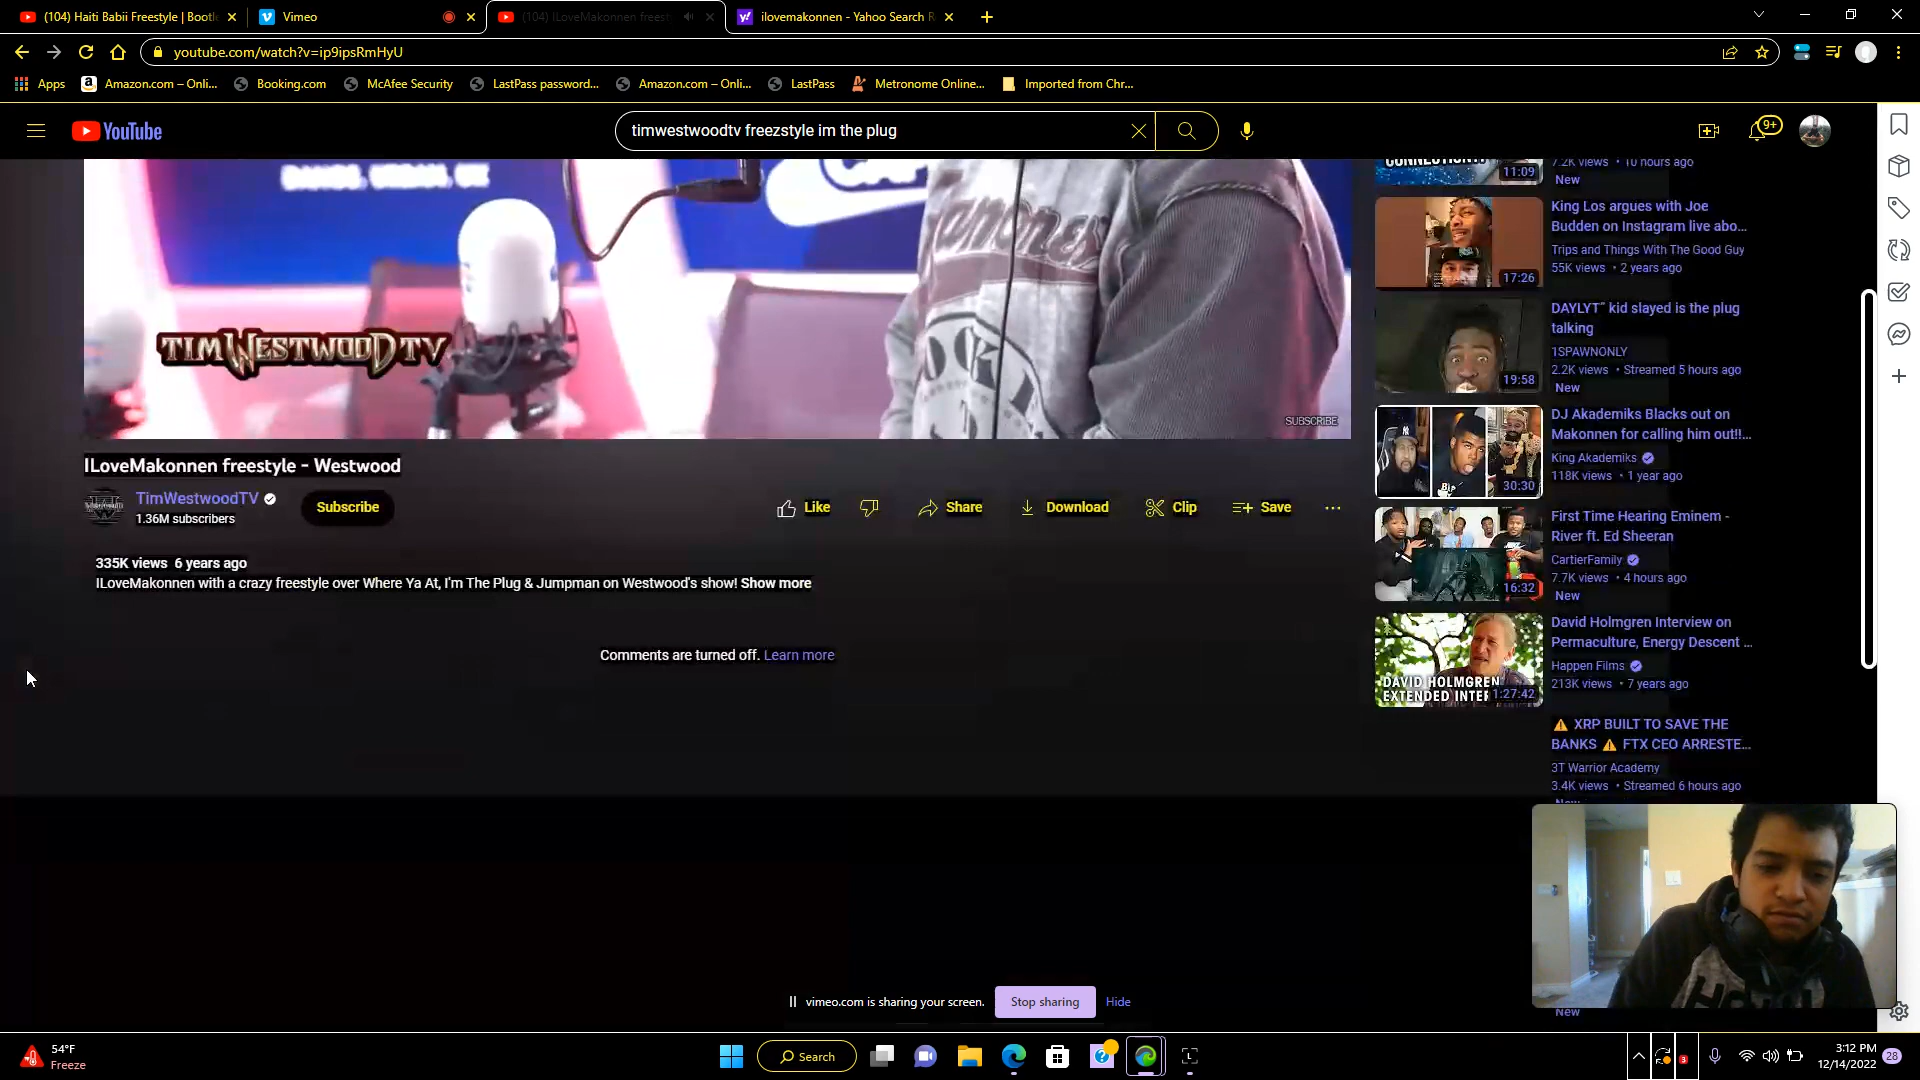 (104) Haiti Babii Freestyle | Bootl
Vimeo
(104) ILoveMakonnen freest
ilovemakonnen - Yahoo Search R
youtube.com/watch?v=ip9ipsRmHyU
Apps
Amazon.com – Onli...
Booking.com
McAfee Security
LastPass password...
Amazon.com – Onli...
LastPass
Metronome Online...
Imported from Chr...
YouTube
timwestwoodtv freezstyle im the plug
9+
TIMWESTWOODTV
SUBSCRIBE
ILoveMakonnen freestyle - Westwood
TimWestwoodTV
1.36M subscribers
Subscribe
Like
Share
Download
Clip
Save
335K views 6 years ago
ILoveMakonnen with a crazy freestyle over Where Ya At, I'm The Plug & Jumpman on Westwood's show! Show more
Comments are turned off. Learn more
11:09
7.2K views • 10 hours ago
New
17:26
King Los argues with Joe
Budden on Instagram live abo...
Trips and Things With The Good Guy
55K views • 2 years ago
19:58
DAYLYT” kid slayed is the plug
talking
1SPAWNONLY
2.2K views • Streamed 5 hours ago
New
30:30
DJ Akademiks Blacks out on
Makonnen for calling him out!!...
King Akademiks
118K views • 1 year ago
16:32
First Time Hearing Eminem -
River ft. Ed Sheeran
CartierFamily
7.7K views • 4 hours ago
New
DAVID HOLMGREN
EXTENDED INTER
1:27:42
David Holmgren Interview on
Permaculture, Energy Descent ...
Happen Films
213K views • 7 years ago
⚠ XRP BUILT TO SAVE THE
BANKS ⚠ FTX CEO ARRESTE...
3T Warrior Academy
3.4K views • Streamed 6 hours ago
New
New
vimeo.com is sharing your screen.
Stop sharing
Hide
54°F
Freeze
Search
3
3:12 PM
12/14/2022
28